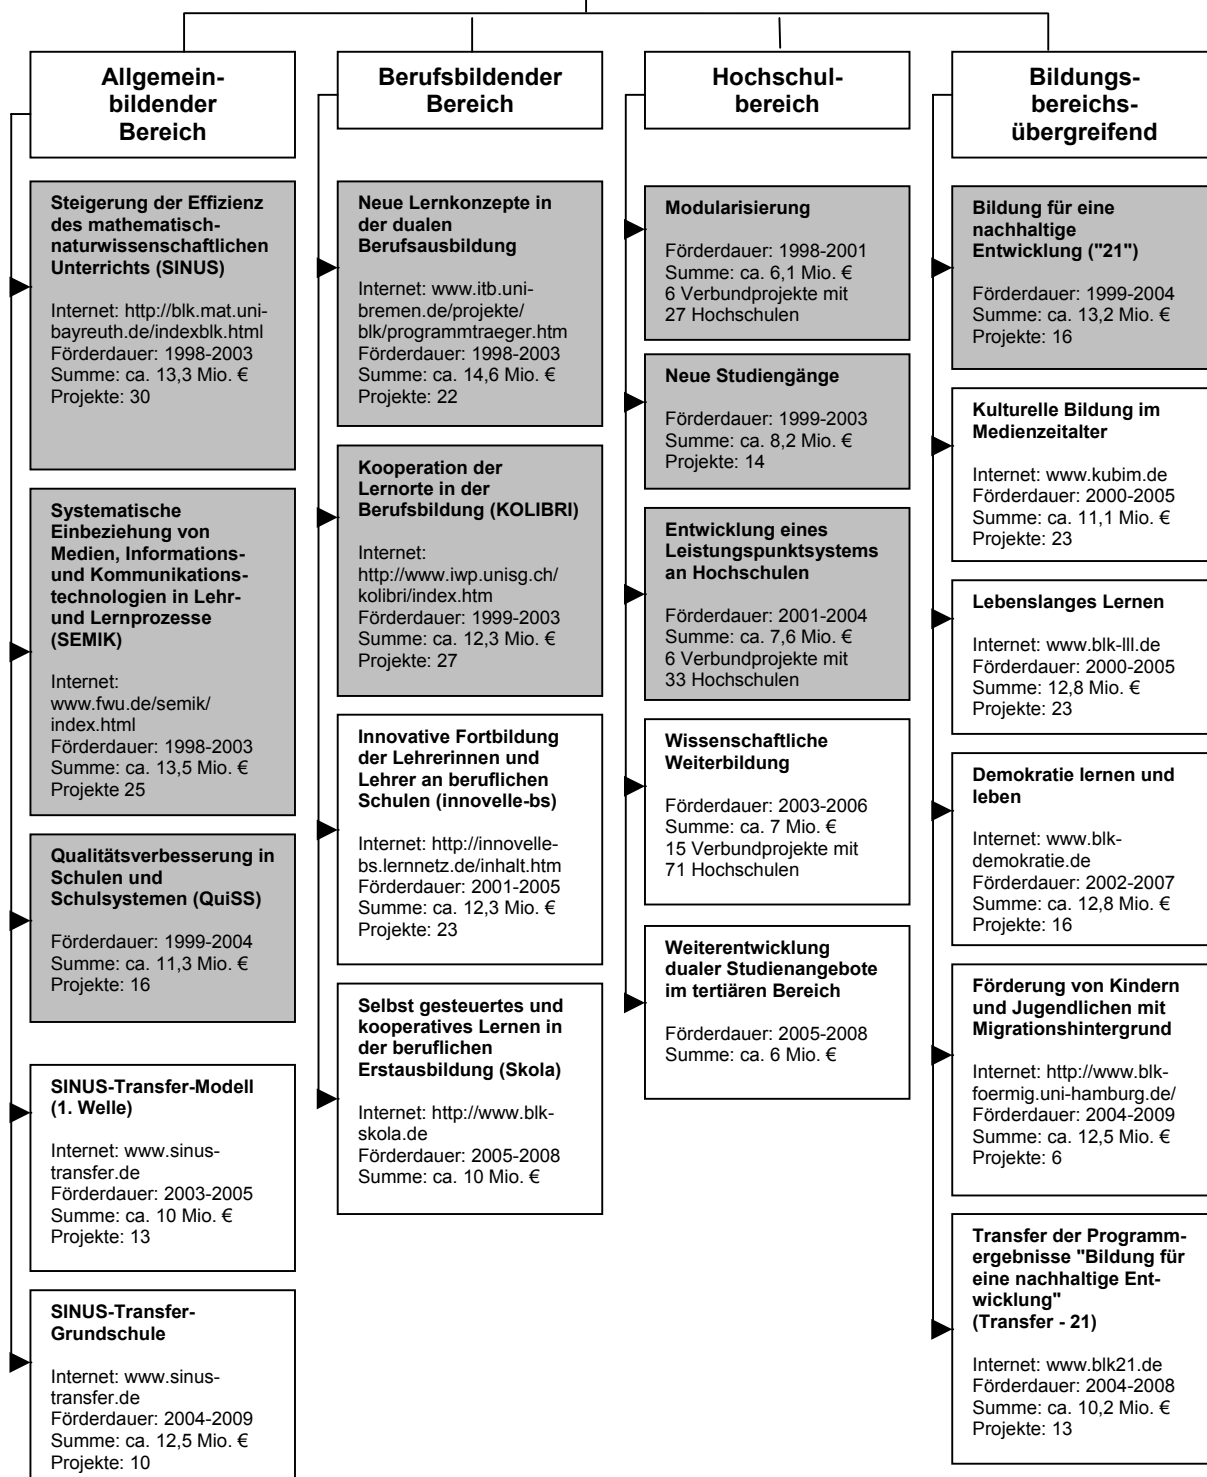 Allgemein-
bildender
Bereich
Steigerung der Effizienz
des mathematisch-
naturwissenschaftlichen
Unterrichts (SINUS)
Internet: http://blk.mat.uni-
bayreuth.de/indexblk.html
Förderdauer: 1998-2003
Summe: ca. 13,3 Mio. €
Projekte: 30
Systematische
Einbeziehung von
Medien, Informations-
und Kommunikations-
technologien in Lehr-
und Lernprozesse
(SEMIK)
Internet:
www.fwu.de/semik/
index.html
Förderdauer: 1998-2003
Summe: ca. 13,5 Mio. €
Projekte 25
Qualitätsverbesserung in
Schulen und
Schulsystemen (QuiSS)
Förderdauer: 1999-2004
Summe: ca. 11,3 Mio. €
Projekte: 16
SINUS-Transfer-Modell
(1. Welle)
Internet: www.sinus-
transfer.de
Förderdauer: 2003-2005
Summe: ca. 10 Mio. €
Projekte: 13
SINUS-Transfer-
Grundschule
Internet: www.sinus-
transfer.de
Förderdauer: 2004-2009
Summe: ca. 12,5 Mio. €
Projekte: 10
Berufsbildender
Bereich
Neue Lernkonzepte in
der dualen
Berufsausbildung
Internet: www.itb.uni-
bremen.de/projekte/
blk/programmtraeger.htm
Förderdauer: 1998-2003
Summe: ca. 14,6 Mio. €
Projekte: 22
Kooperation der
Lernorte in der
Berufsbildung (KOLIBRI)
Internet:
http://www.iwp.unisg.ch/
kolibri/index.htm
Förderdauer: 1999-2003
Summe: ca. 12,3 Mio. €
Projekte: 27
Innovative Fortbildung
der Lehrerinnen und
Lehrer an beruflichen
Schulen (innovelle-bs)
Internet: http://innovelle-
bs.lernnetz.de/inhalt.htm
Förderdauer: 2001-2005
Summe: ca. 12,3 Mio. €
Projekte: 23
Selbst gesteuertes und
kooperatives Lernen in
der beruflichen
Erstausbildung (Skola)
Internet: http://www.blk-
skola.de
Förderdauer: 2005-2008
Summe: ca. 10 Mio. €
Hochschul-
bereich
Modularisierung
Förderdauer: 1998-2001
Summe: ca. 6,1 Mio. €
6 Verbundprojekte mit
27 Hochschulen
Neue Studiengänge
Förderdauer: 1999-2003
Summe: ca. 8,2 Mio. €
Projekte: 14
Entwicklung eines
Leistungspunktsystems
an Hochschulen
Förderdauer: 2001-2004
Summe: ca. 7,6 Mio. €
6 Verbundprojekte mit
33 Hochschulen
Wissenschaftliche
Weiterbildung
Förderdauer: 2003-2006
Summe: ca. 7 Mio. €
15 Verbundprojekte mit
71 Hochschulen
Weiterentwicklung
dualer Studienangebote
im tertiären Bereich
Förderdauer: 2005-2008
Summe: ca. 6 Mio. €
Bildungs-
bereichs-
übergreifend
Bildung für eine
nachhaltige
Entwicklung ("21")
Förderdauer: 1999-2004
Summe: ca. 13,2 Mio. €
Projekte: 16
Kulturelle Bildung im
Medienzeitalter
Internet: www.kubim.de
Förderdauer: 2000-2005
Summe: ca. 11,1 Mio. €
Projekte: 23
Lebenslanges Lernen
Internet: www.blk-lll.de
Förderdauer: 2000-2005
Summe: 12,8 Mio. €
Projekte: 23
Demokratie lernen und
leben
Internet: www.blk-
demokratie.de
Förderdauer: 2002-2007
Summe: ca. 12,8 Mio. €
Projekte: 16
Förderung von Kindern
und Jugendlichen mit
Migrationshintergrund
Internet: http://www.blk-
foermig.uni-hamburg.de/
Förderdauer: 2004-2009
Summe: ca. 12,5 Mio. €
Projekte: 6
Transfer der Programm-
ergebnisse "Bildung für
eine nachhaltige Ent-
wicklung"
(Transfer - 21)
Internet: www.blk21.de
Förderdauer: 2004-2008
Summe: ca. 10,2 Mio. €
Projekte: 13